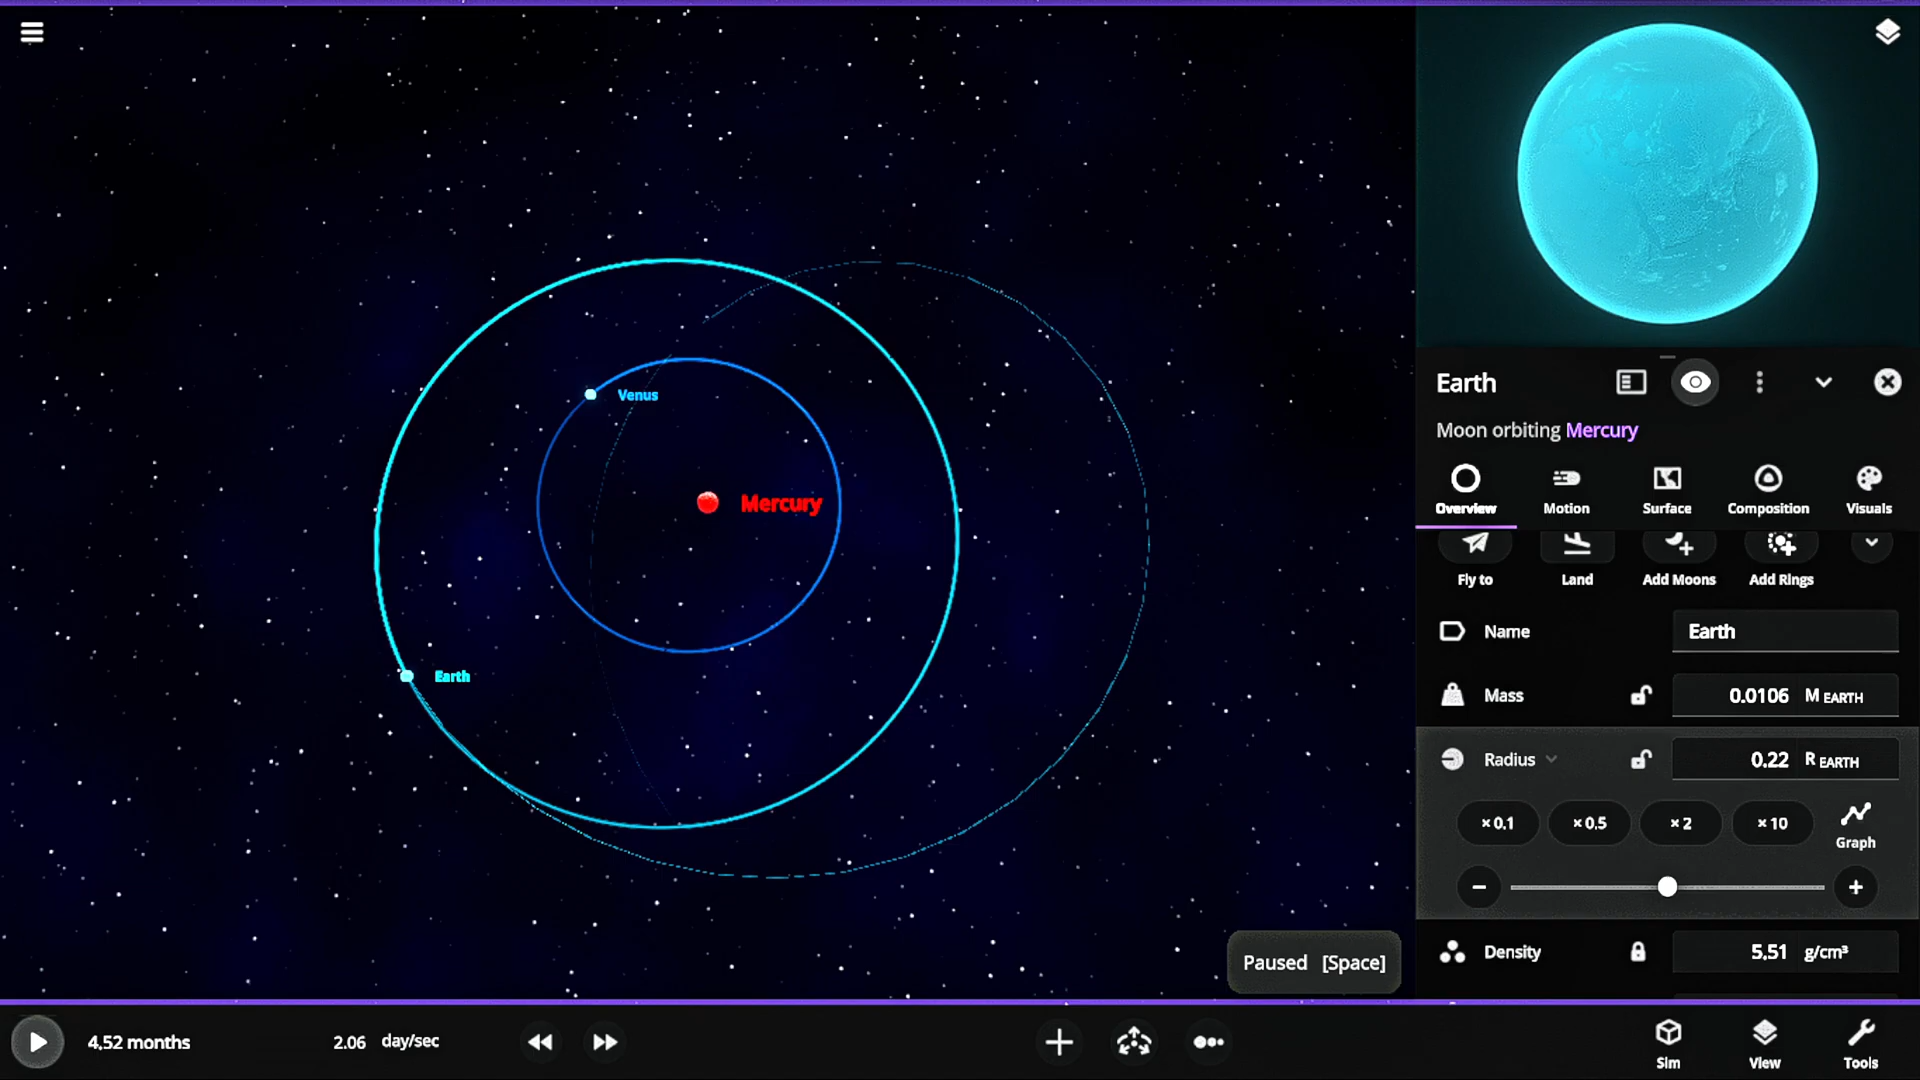 Venus
Mercury
Earth
Earth
Moon orbiting Mercury
Overview Motion Surface Composition Visuals
Fly to Land Add Moons Add Rings
Name Earth
Mass 0.0106 M EARTH
Radius 0.22 R EARTH
×0.1 ×0.5 ×2 ×10 Graph
Density 5,51 g/cm³
Paused [Space]
4,52 months 2.06 day/sec
Sim View Tools